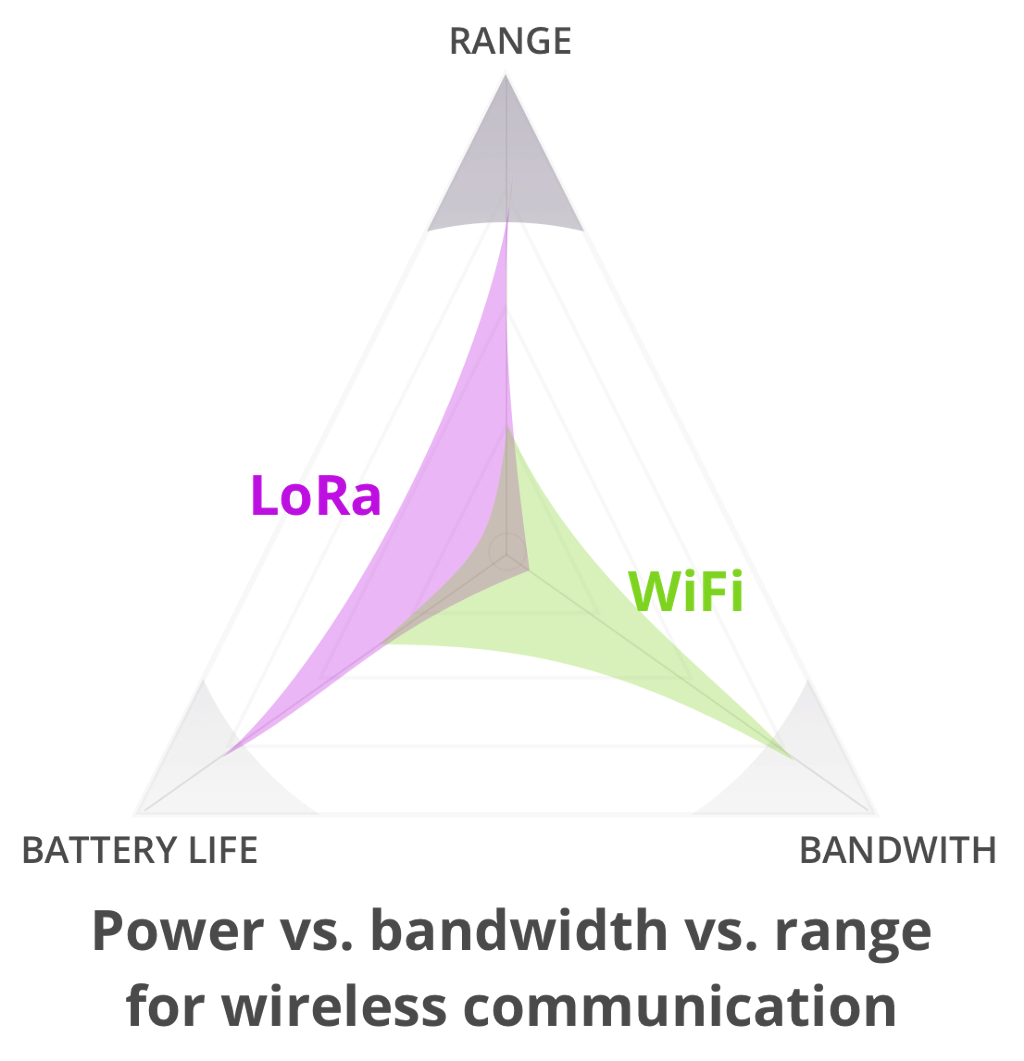 RANGE
LoRa
WiFi
BATTERY LIFE
BANDWITH
Power vs. bandwidth vs. range
for wireless communication